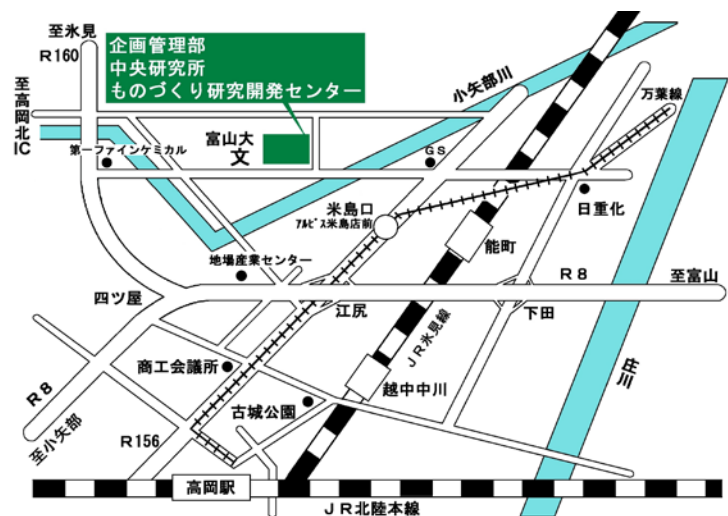 至氷見
R160
企画管理部
中央研究所
ものづくり研究開発センター
至高岡北IC
小矢部川
万葉線
富山大
文
第一ファインケミカル
GS
日重化
米島口
アルビス米島店前
能町
地場産業センター
R8
至富山
四ツ屋
江尻
下田
JR氷見線
商工会議所
越中中川
庄川
古城公園
R8
至小矢部
R156
高岡駅
JR北陸本線